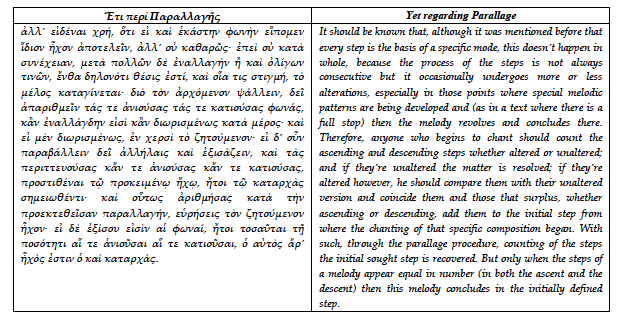 Ἔτι περὶ Παραλλαγῆς
ἀλλ᾽ εἰδέναι χρή, ὅτι εἰ καὶ ἑκάστην φωνὴν εἴπομεν
ἴδιον ἦχον ἀποτελεῖν, ἀλλ᾽ οὐ καθαρῶς· ἐπεὶ οὐ κατὰ
συνέχειαν, μετὰ πολλῶν δὲ ἐναλλαγὴν ἢ καὶ ὀλίγων
τινῶν, ἔνθα δηλονότι θέσις ἐστί, καὶ οἷα τις στιγμή, τὸ
μέλος καταγίνεται· διὸ τὸν ἀρχόμενον ψάλλειν, δεῖ
ἀπαριθμεῖν τάς τε ἀνιούσας τάς τε κατιούσας φωνάς,
κἂν ἐναλλάγδην εἰσὶ κἂν διωρισμένως κατὰ μέρος· καὶ
εἰ μὲν διωρισμένως, ἐν χερσὶ τὸ ζητούμενον· εἰ δ᾽ οὖν
παραβάλλειν δεῖ ἀλλήλαις καὶ ἐξισάζειν, καὶ τὰς
περιττευούσας κἄν τε ἀνιούσας κἄν τε κατιούσας,
προστιθέναι τῷ προκειμένῳ ἤχῳ, ἤτοι τῷ καταρχὰς
σημειωθέντι· καὶ οὕτως ἀριθμήσας κατὰ τὴν
προεκτεθεῖσαν παραλλαγήν, εὑρήσεις τὸν ζητούμενον
ἦχον· εἰ δὲ ἐξίσου εἰσὶν αἱ φωναί, ἤτοι τοσαῦται τῇ
ποσότητι αἵ τε ἀνιοῦσαι αἵ τε κατιοῦσαι, ὁ αὐτὸς ἄρ᾽
ἦχός ἐστιν ὁ καὶ καταρχάς.
Yet regarding Parallage
It should be known that, although it was mentioned before that
every step is the basis of a specific mode, this doesn't happen in
whole, because the process of the steps is not always
consecutive but it occasionally undergoes more or less
alterations, especially in those points where special melodic
patterns are being developed and (as in a text where there is a
full stop) then the melody revolves and concludes there.
Therefore, anyone who begins to chant should count the
ascending and descending steps whether altered or unaltered;
and if they're unaltered the matter is resolved; if they're
altered however, he should compare them with their unaltered
version and coincide them and those that surplus, whether
ascending or descending, add them to the initial step from
where the chanting of that specific composition began. With
such, through the parallage procedure, counting of the steps
the initial sought step is recovered. But only when the steps of
a melody appear equal in number (in both the ascent and the
descent) then this melody concludes in the initially defined
step.